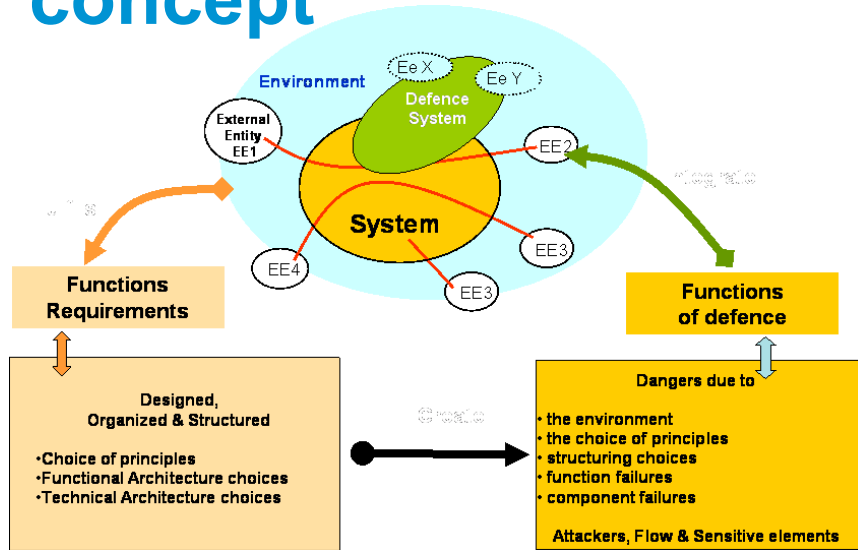 concept
Environment
Ee X
Ee Y
Defence
System
External
Entity
EE1
EE2
System
EE3
EE4
EE3
Functions
Requirements
Functions
of defence
Designed,
Organized & Structured
•Choice of principles
•Functional Architecture choices
•Technical Architecture choices
Create
Dangers due to
• the environment
• the choice of principles
• structuring choices
• function failures
• component failures
Attackers, Flow & Sensitive elements